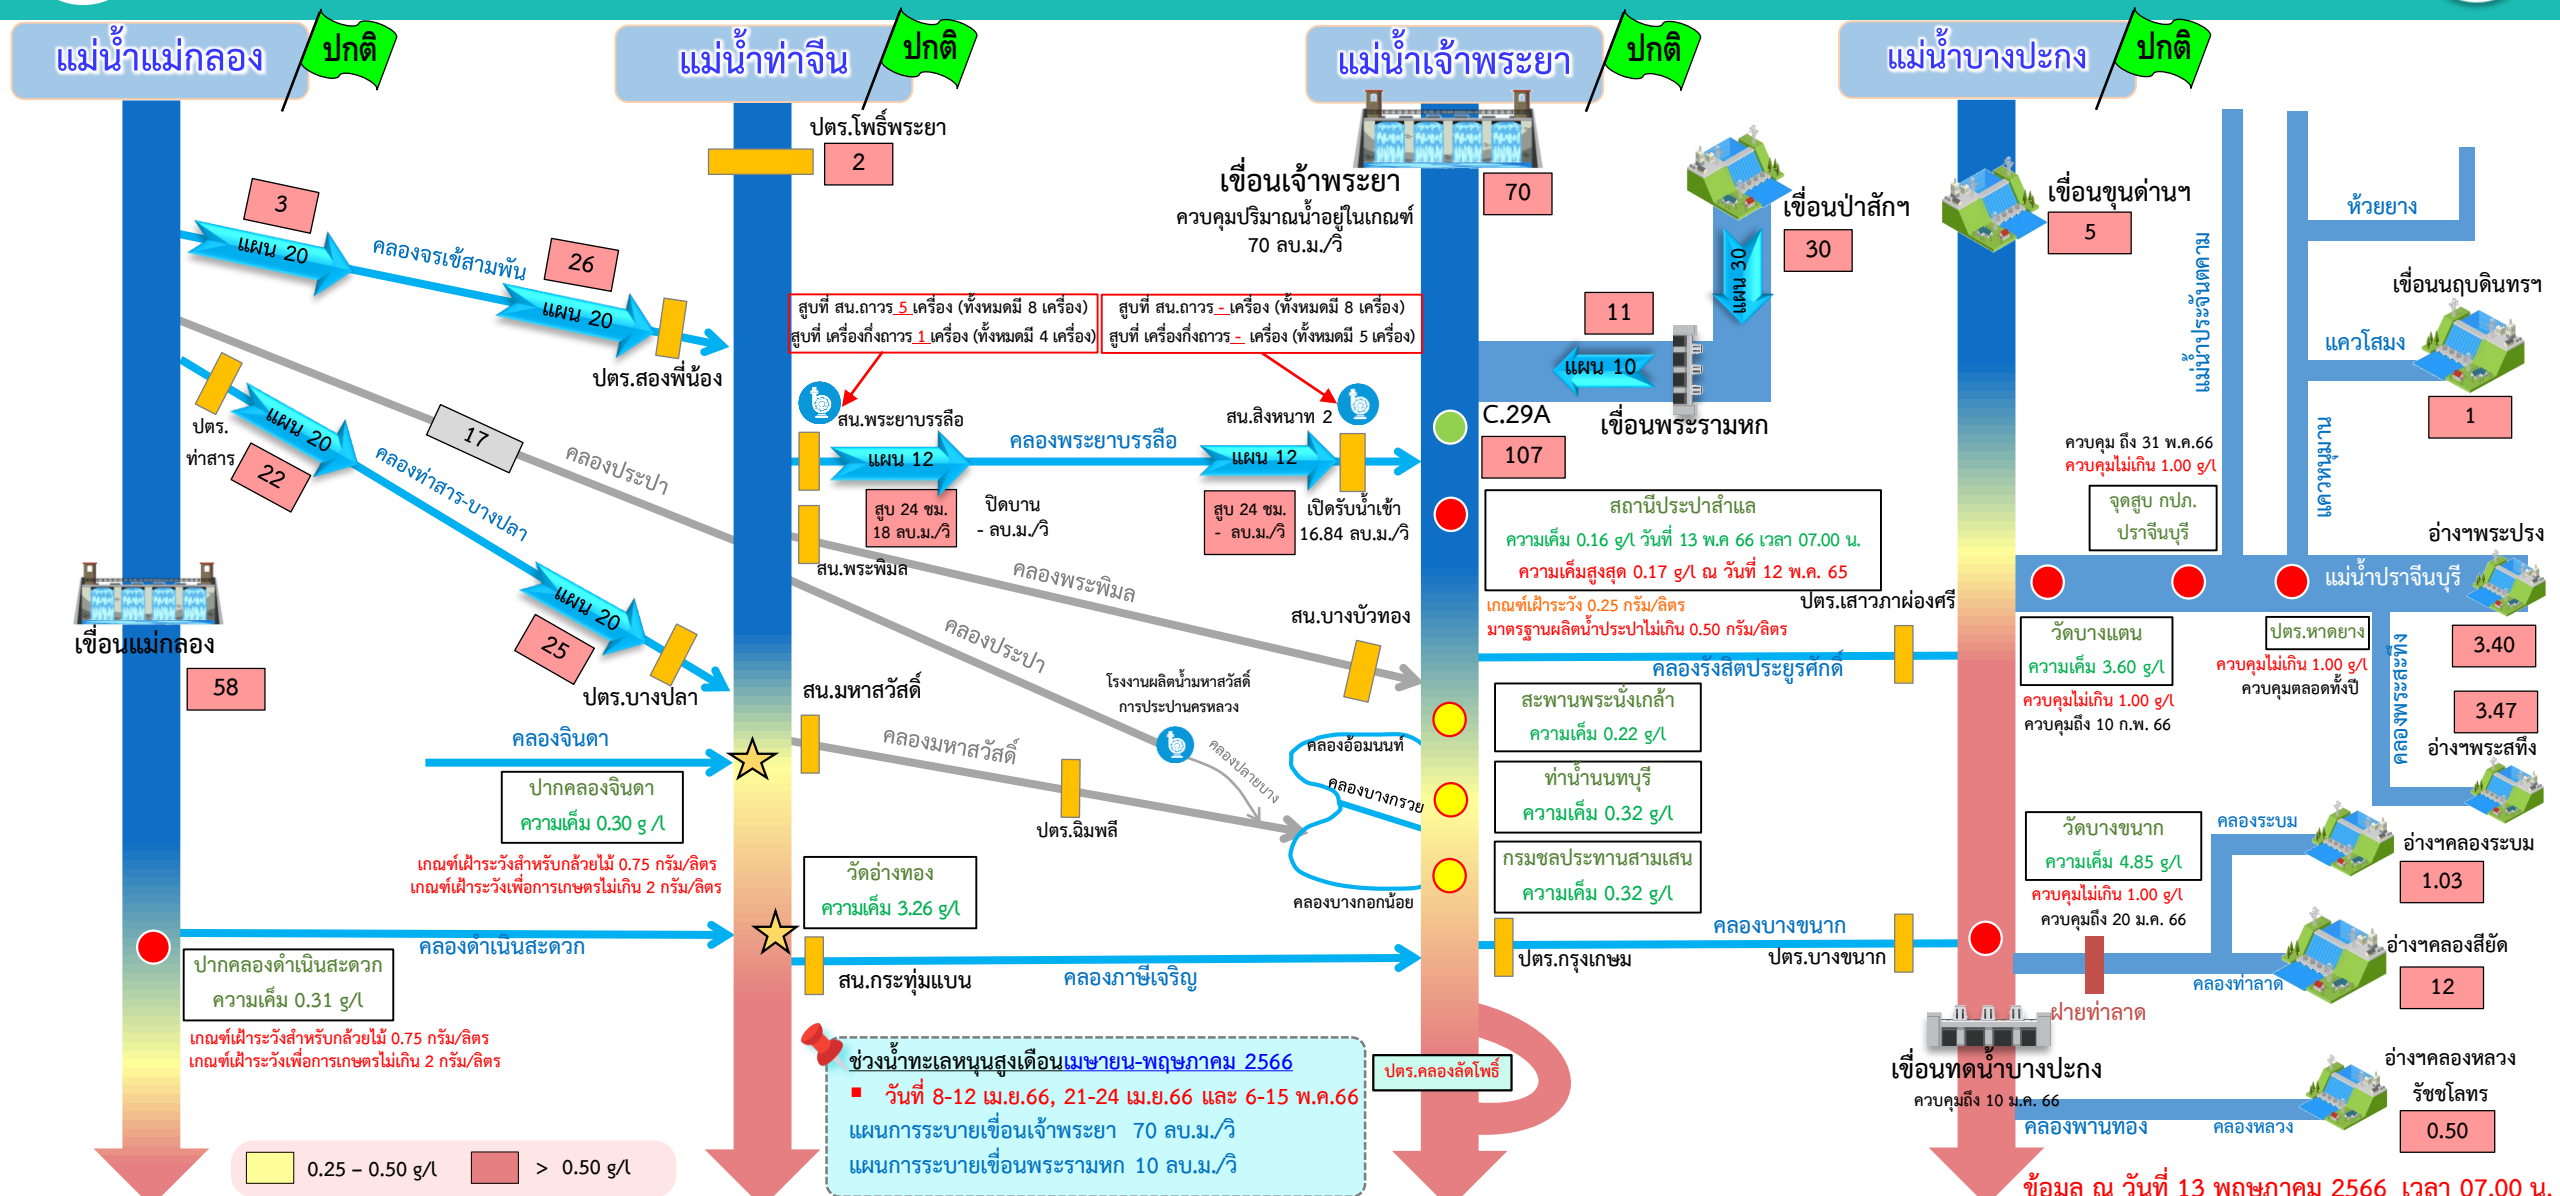 แม่น้ำแม่กลอง
ปกติ
แม่น้ำท่าจีน
ปกติ
แม่น้ำเจ้าพระยา
ปกติ
แม่น้ำบางปะกง
ปกติ
ปตร.โพธิ์พระยา
2
3
แผน 20
คลองจรเข้สามพัน
26
แผน 20
ปตร.สองพี่น้อง
ปตร.
ท่าสาร
แผน 20
22
คลองท่าสาร-บางปลา
17
คลองประปา
แผน 20
25
ปตร.บางปลา
เขื่อนแม่กลอง
58
คลองจินดา
ปากคลองจินดา
ความเค็ม 0.30 g /l
เกณฑ์เฝ้าระวังสำหรับกล้วยไม้ 0.75 กรัม/ลิตร
เกณฑ์เฝ้าระวังเพื่อการเกษตรไม่เกิน 2 กรัม/ลิตร
คลองดำเนินสะดวก
ปากคลองดำเนินสะดวก
ความเค็ม 0.31 g/l
เกณฑ์เฝ้าระวังสำหรับกล้วยไม้ 0.75 กรัม/ลิตร
เกณฑ์เฝ้าระวังเพื่อการเกษตรไม่เกิน 2 กรัม/ลิตร
0.25 – 0.50 g/l
> 0.50 g/l
เขื่อนเจ้าพระยา
ควบคุมปริมาณน้ำอยู่ในเกณฑ์
70 ลบ.ม./วิ
70
สูบที่ สน.ถาวร 5 เครื่อง (ทั้งหมดมี 8 เครื่อง)
สูบที่ เครื่องกึ่งถาวร 1 เครื่อง (ทั้งหมดมี 4 เครื่อง)
สูบที่ สน.ถาวร - เครื่อง (ทั้งหมดมี 8 เครื่อง)
สูบที่ เครื่องกึ่งถาวร - เครื่อง (ทั้งหมดมี 5 เครื่อง)
สน.พระยาบรรลือ
แผน 12
คลองพระยาบรรลือ
สน.สิงหนาท 2
แผน 12
สูบ 24 ชม.
18 ลบ.ม./วิ
ปิดบาน
- ลบ.ม./วิ
สูบ 24 ชม.
- ลบ.ม./วิ
เปิดรับน้ำเข้า
16.84 ลบ.ม./วิ
สน.พระพิมล
คลองพระพิมล
สน.บางบัวทอง
คลองประปา
สน.มหาสวัสดิ์
คลองมหาสวัสดิ์
ปตร.ฉิมพลี
โรงงานผลิตน้ำมหาสวัสดิ์
การประปานครหลวง
คลองปลายบาง
คลองอ้อมนนท์
คลองบางกรวย
คลองบางกอกน้อย
วัดอ่างทอง
ความเค็ม 3.26 g/l
สน.กระทุ่มแบน
คลองภาษีเจริญ
ช่วงน้ำทะเลหนุนสูงเดือนเมษายน-พฤษภาคม 2566
วันที่ 8-12 เม.ย.66, 21-24 เม.ย.66 และ 6-15 พ.ค.66
แผนการระบายเขื่อนเจ้าพระยา 70 ลบ.ม./วิ
แผนการระบายเขื่อนพระรามหก 10 ลบ.ม./วิ
ปตร.คลองลัดโพธิ์
เขื่อนป่าสักฯ
30
แผน 30
11
แผน 10
เขื่อนพระรามหก
C.29A
107
สถานีประปาสำแล
ความเค็ม 0.16 g/l วันที่ 13 พ.ค 66 เวลา 07.00 น.
ความเค็มสูงสุด 0.17 g/l ณ วันที่ 12 พ.ค. 65
เกณฑ์เฝ้าระวัง 0.25 กรัม/ลิตร
มาตรฐานผลิตน้ำประปาไม่เกิน 0.50 กรัม/ลิตร
ปตร.เสาวภาผ่องศรี
คลองรังสิตประยูรศักดิ์
สะพานพระนั่งเกล้า
ความเค็ม 0.22 g/l
ท่าน้ำนนทบุรี
ความเค็ม 0.32 g/l
กรมชลประทานสามเสน
ความเค็ม 0.32 g/l
คลองบางขนาก
ปตร.กรุงเกษม
ปตร.บางขนาก
เขื่อนขุนด่านฯ
5
แม่น้ำประจันตคาม
ห้วยยาง
เขื่อนนฤบดินทรฯ
แควโสมง
1
แควหนุมาน
ควบคุม ถึง 31 พ.ค.66
ควบคุมไม่เกิน 1.00 g/l
จุดสูบ กปภ.
ปราจีนบุรี
อ่างฯพระปรง
แม่น้ำปราจีนบุรี
3.40
วัดบางแตน
ความเค็ม 3.60 g/l
ควบคุมไม่เกิน 1.00 g/l
ควบคุมถึง 10 ก.พ. 66
ปตร.หาดยาง
ควบคุมไม่เกิน 1.00 g/l
ควบคุมตลอดทั้งปี
คลองพระสะทึง
3.47
อ่างฯพระสทึง
วัดบางขนาก
ความเค็ม 4.85 g/l
ควบคุมไม่เกิน 1.00 g/l
ควบคุมถึง 20 ม.ค. 66
คลองระบม
อ่างฯคลองระบม
1.03
อ่างฯคลองสียัด
12
คลองท่าลาด
ฝายท่าลาด
เขื่อนทดน้ำบางปะกง
ควบคุมถึง 10 ม.ค. 66
อ่างฯคลองหลวง
รัชชโลทร
0.50
คลองพานทอง
คลองหลวง
ข้อมูล ณ วันที่ 13 พฤษภาคม 2566 เวลา 07.00 น.